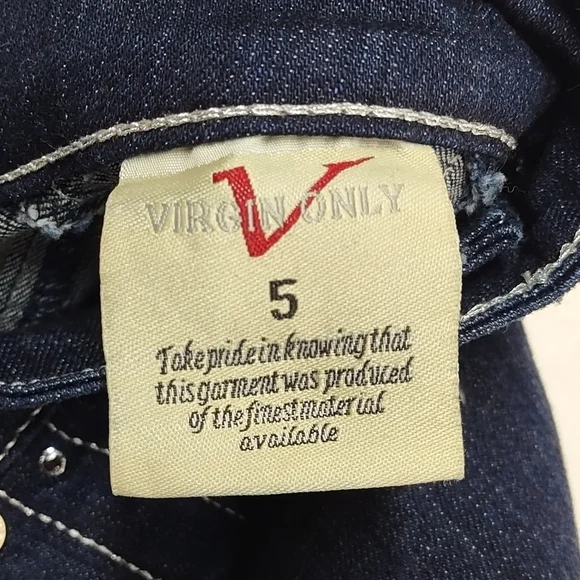 V
VIRGIN ONLY
5
Take pride in knowing that
this garment was produced
of the finest material
available